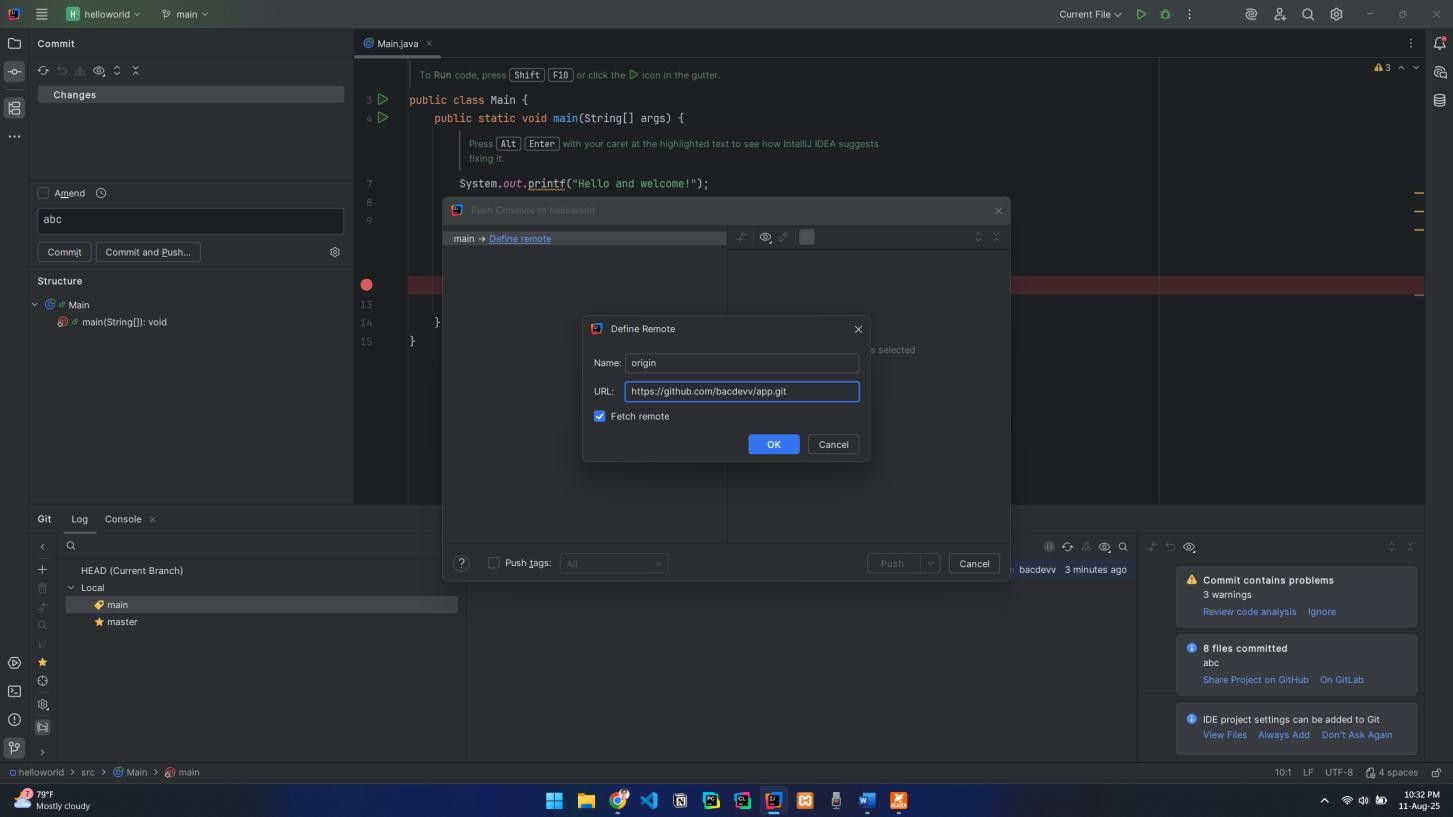 H helloworld
main
Current File
Commit
Changes
Amend
abc
Commit
Commit and Push...
Structure
Main
main(String[]): void
Main.java
To Run code, press Shift F10 or click the icon in the gutter.
3
3 public class Main {
4 public static void main(String[] args) {
Press Alt Enter with your caret at the highlighted text to see how IntelliJ IDEA suggests
fixing it.
7 System.out.printf("Hello and welcome!");
8
9
13
14 }
15 }
Push Commits to helloworld
main → Define remote
s selected
Define Remote
Name: origin
URL: https://github.com/bacdevv/app.git
Fetch remote
OK
Cancel
? Push tags: All
Push
Cancel
Git
Log
Console
HEAD (Current Branch)
Local
main
master
bacdevv 3 minutes ago
Commit contains problems
3 warnings
Review code analysis Ignore
8 files committed
abc
Share Project on GitHub On GitLab
IDE project settings can be added to Git
View Files Always Add Don't Ask Again
helloworld > src > Main > main
10:1 LF UTF-8 4 spaces
79°F
Mostly cloudy
10:32 PM
11-Aug-25